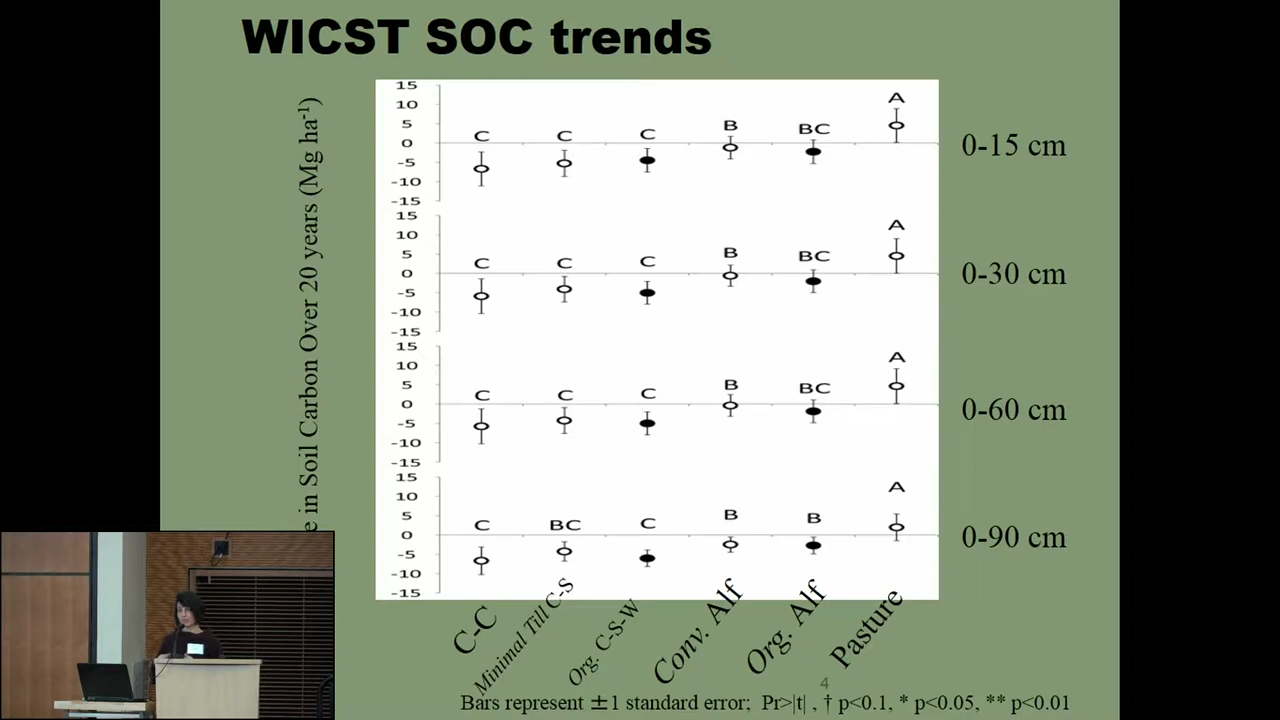 WICST SOC trends
e in Soil Carbon Over 20 years (Mg ha-1)
15
10
5
0
-5
-10
-15
C C C B BC A
0-15 cm
15
10
5
0
-5
-10
-15
C C C B BC A
0-30 cm
15
10
5
0
-5
-10
-15
C C C B BC A
0-60 cm
15
10
5
0
-5
-10
-15
C BC C B B A
0-90 cm
C-C
Minimal Till C-S
Org. C-S-W
Conv. Alf
Org. Alf
Pasture
4
Bars represent ±1 standard error; Pr>|t| , † p<0.1, * p<0.05, ** p<0.01